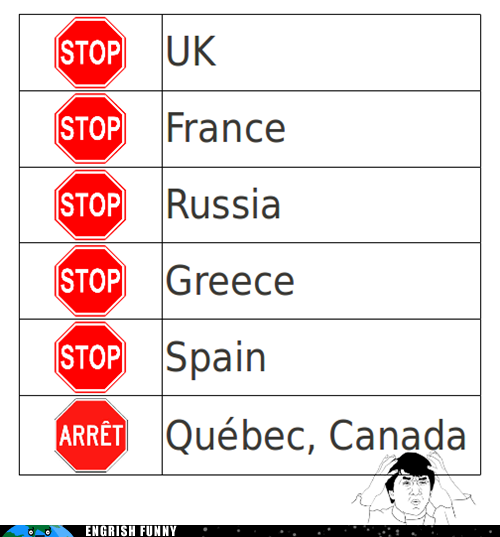 STOP UK
STOP France
STOP Russia
STOP Greece
STOP Spain
ARRÊT Québec, Canada
ENGRISH FUNNY